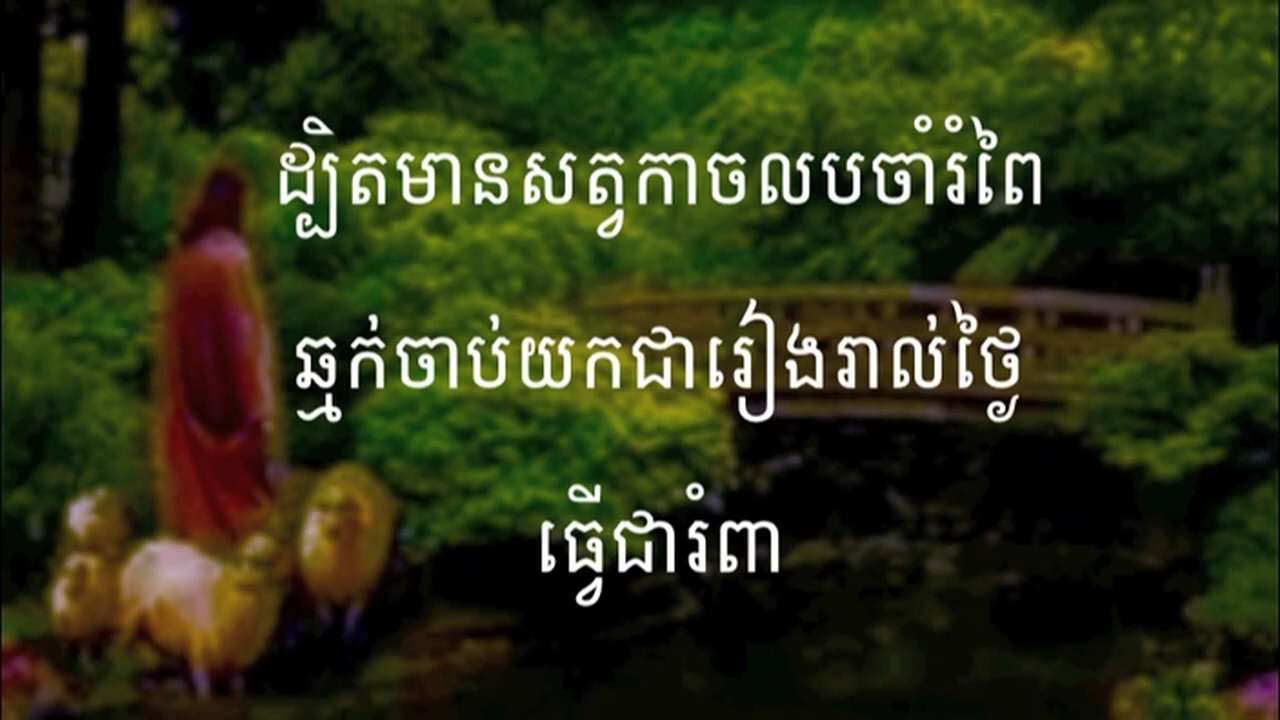 ដ្បិតមានសត្វកាចលបចាំរំពៃ
ឆ្មក់ចាប់យកជារៀងរាល់ថ្ងៃ
ធ្វើជារំពា